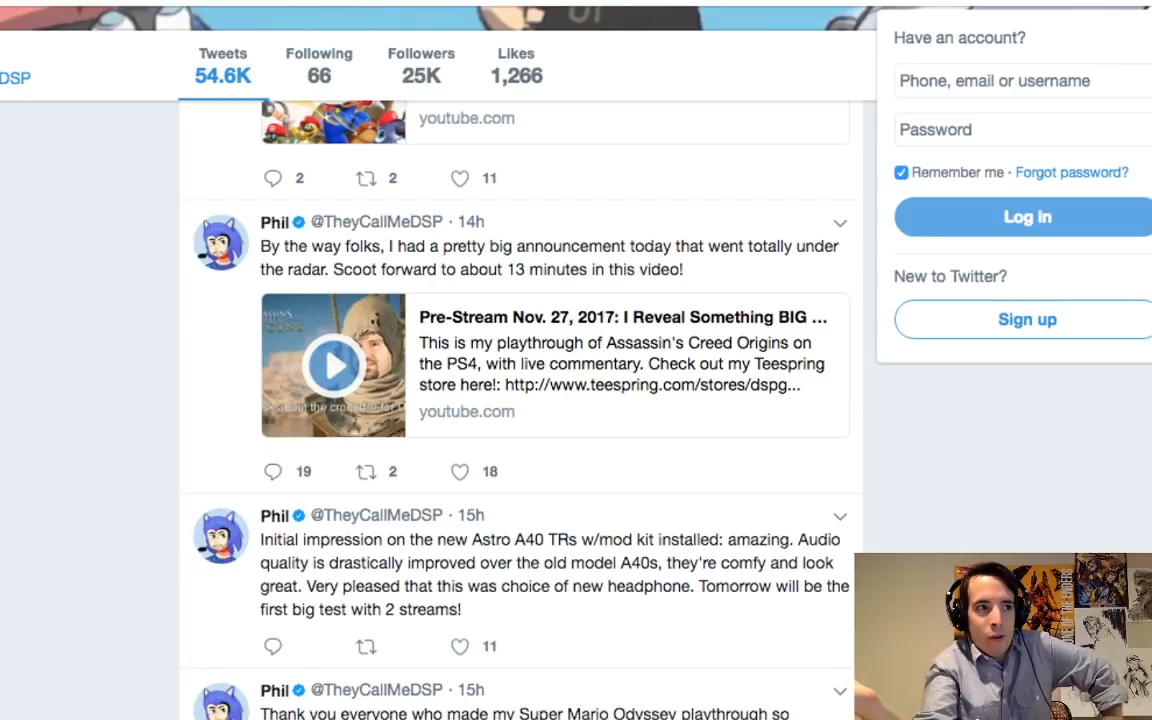 Tweets Following Followers Likes
54.6K 66 25K 1,266
DSP
youtube.com
2 2 11
Phil @TheyCallMeDSP · 14h
By the way folks, I had a pretty big announcement today that went totally under
the radar. Scoot forward to about 13 minutes in this video!
Pre-Stream Nov. 27, 2017: I Reveal Something BIG ...
This is my playthrough of Assassin's Creed Origins on
the PS4, with live commentary. Check out my Teespring
store here!: http://www.teespring.com/stores/dspg...
youtube.com
19 2 18
Phil @TheyCallMeDSP · 15h
Initial impression on the new Astro A40 TRs w/mod kit installed: amazing. Audio
quality is drastically improved over the old model A40s, they're comfy and look
great. Very pleased that this was choice of new headphone. Tomorrow will be the
first big test with 2 streams!
11
Phil @TheyCallMeDSP · 15h
Thank you everyone who made my Super Mario Odyssey playthrough so
Have an account?
Phone, email or username
Password
Remember me · Forgot password?
Log in
New to Twitter?
Sign up